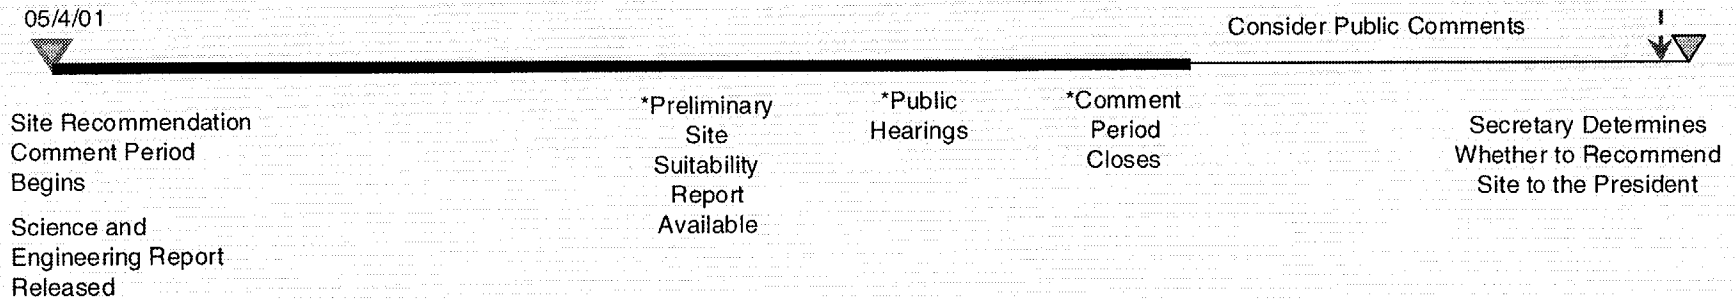 05/4/01
Consider Public Comments
Site Recommendation
Comment Period
Begins
Science and
Engineering Report
Released
*Preliminary
Site
Suitability
Report
Available
*Public
Hearings
*Comment
Period
Closes
Secretary Determines
Whether to Recommend
Site to the President